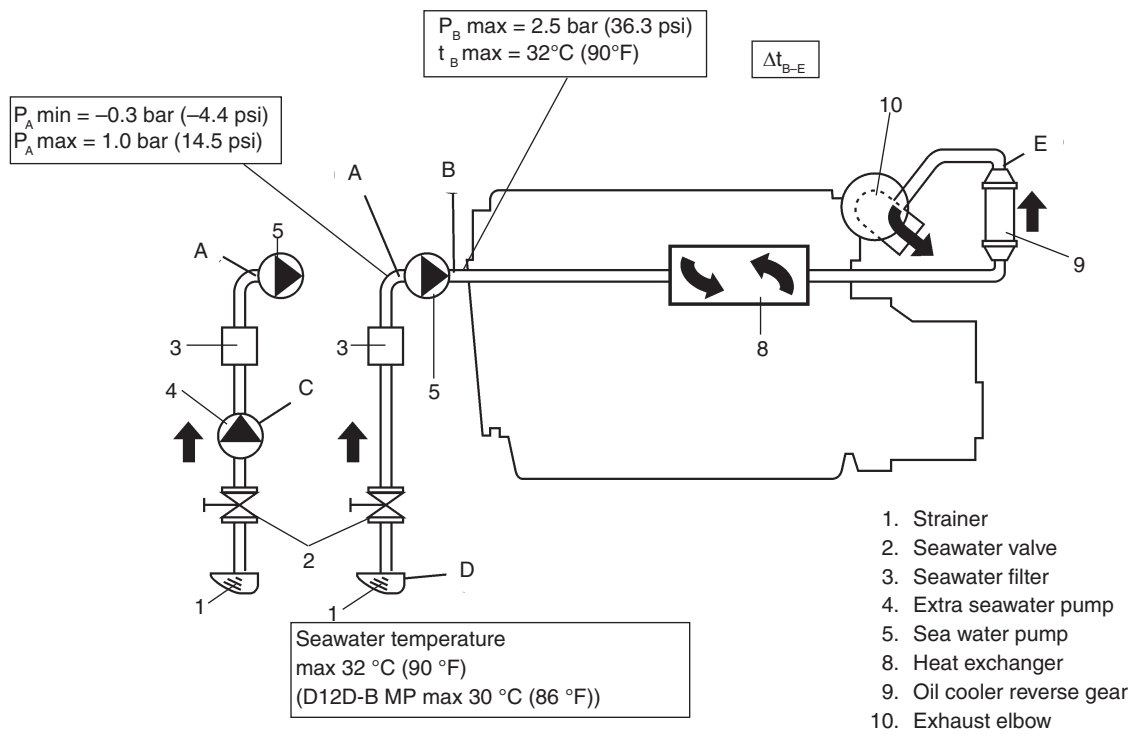 P_B max = 2.5 bar (36.3 psi)
t_B max = 32°C (90°F)
Δt_B–E
P_A min = –0.3 bar (–4.4 psi)
P_A max = 1.0 bar (14.5 psi)
10
E
A
B
5
A
9
3
3
8
4
C
5
2
D
1
1
Seawater temperature
max 32 °C (90 °F)
(D12D-B MP max 30 °C (86 °F))
1. Strainer
2. Seawater valve
3. Seawater filter
4. Extra seawater pump
5. Sea water pump
8. Heat exchanger
9. Oil cooler reverse gear
10. Exhaust elbow